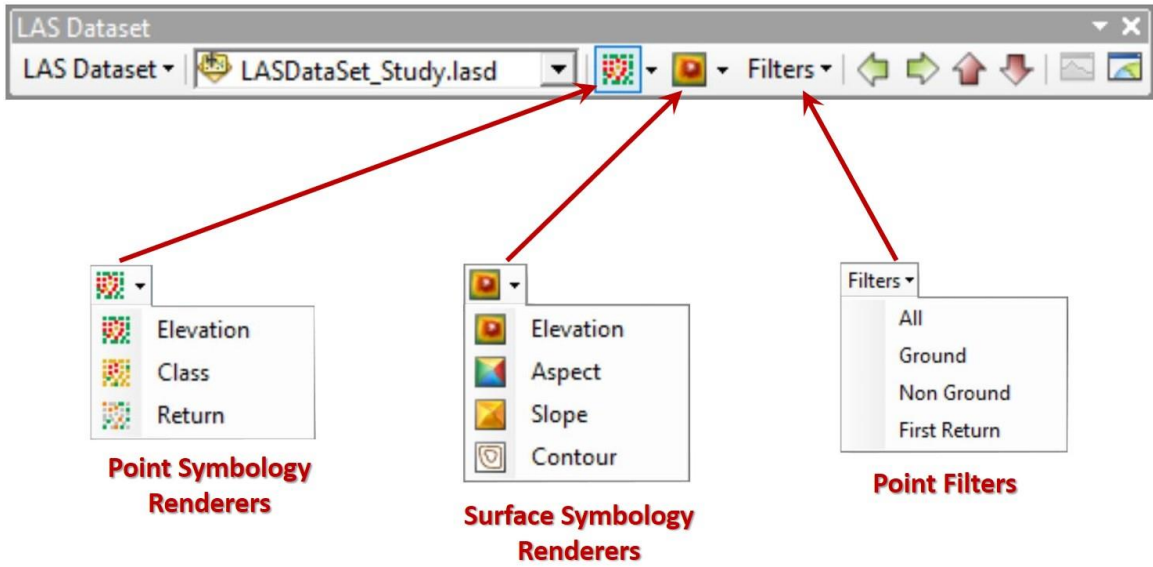 LAS Dataset
LAS Dataset LASDataSet_Study.lasd Filters
Elevation
Class
Return
Point Symbology
Renderers
Elevation
Aspect
Slope
Contour
Surface Symbology
Renderers
Filters
All
Ground
Non Ground
First Return
Point Filters